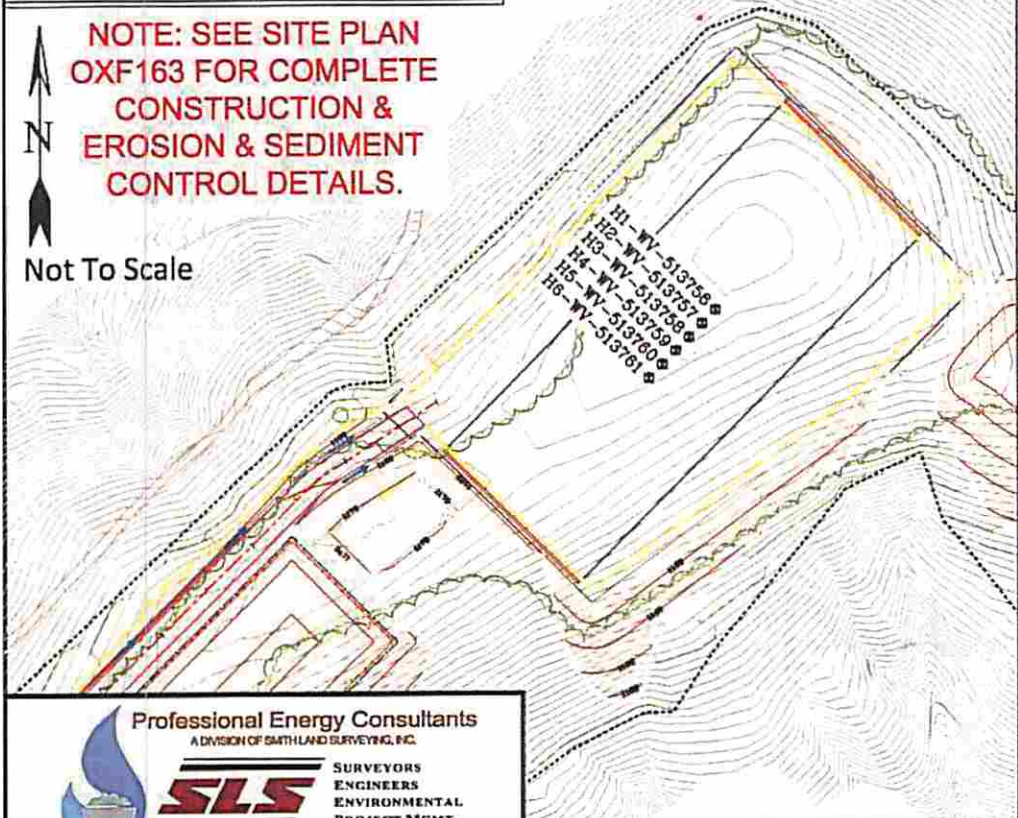 NOTE: SEE SITE PLAN
OXF163 FOR COMPLETE
CONSTRUCTION &
EROSION & SEDIMENT
CONTROL DETAILS.
N
Not To Scale
H1-WV-513756
H2-WV-513757
H3-WV-513758
H4-WV-513759
H5-WV-513760
H6-WV-513761
Professional Energy Consultants
A DIVISION OF SMITH LAND SURVEYING, INC.
SLS
SURVEYORS
ENGINEERS
ENVIRONMENTAL
PROJECT MGMT.